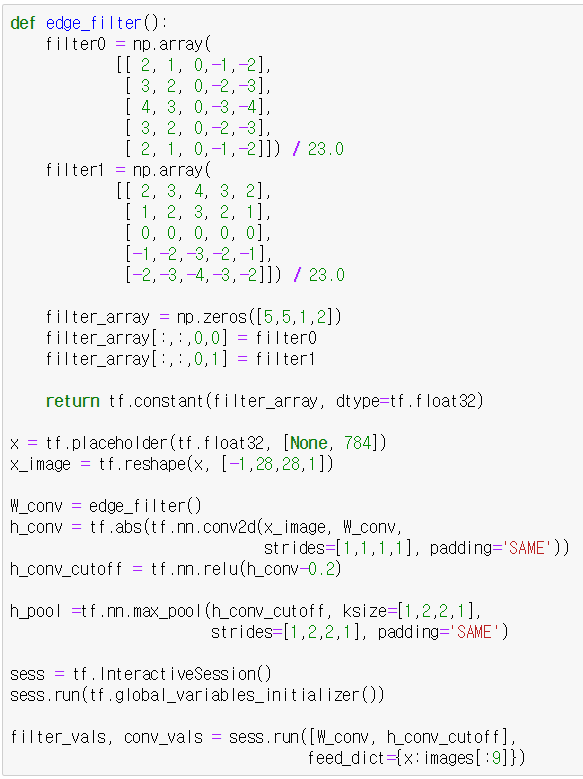 def edge_filter():
    filter0 = np.array(
            [[ 2, 1, 0,-1,-2],
             [ 3, 2, 0,-2,-3],
             [ 4, 3, 0,-3,-4],
             [ 3, 2, 0,-2,-3],
             [ 2, 1, 0,-1,-2]]) / 23.0
    filter1 = np.array(
            [[ 2, 3, 4, 3, 2],
             [ 1, 2, 3, 2, 1],
             [ 0, 0, 0, 0, 0],
             [-1,-2,-3,-2,-1],
             [-2,-3,-4,-3,-2]]) / 23.0

    filter_array = np.zeros([5,5,1,2])
    filter_array[:,:,0,0] = filter0
    filter_array[:,:,0,1] = filter1

    return tf.constant(filter_array, dtype=tf.float32)

x = tf.placeholder(tf.float32, [None, 784])
x_image = tf.reshape(x, [-1,28,28,1])

W_conv = edge_filter()
h_conv = tf.abs(tf.nn.conv2d(x_image, W_conv,
                             strides=[1,1,1,1], padding='SAME'))
h_conv_cutoff = tf.nn.relu(h_conv-0.2)

h_pool =tf.nn.max_pool(h_conv_cutoff, ksize=[1,2,2,1],
                       strides=[1,2,2,1], padding='SAME')

sess = tf.InteractiveSession()
sess.run(tf.global_variables_initializer())

filter_vals, conv_vals = sess.run([W_conv, h_conv_cutoff],
                                  feed_dict={x:images[:9]})